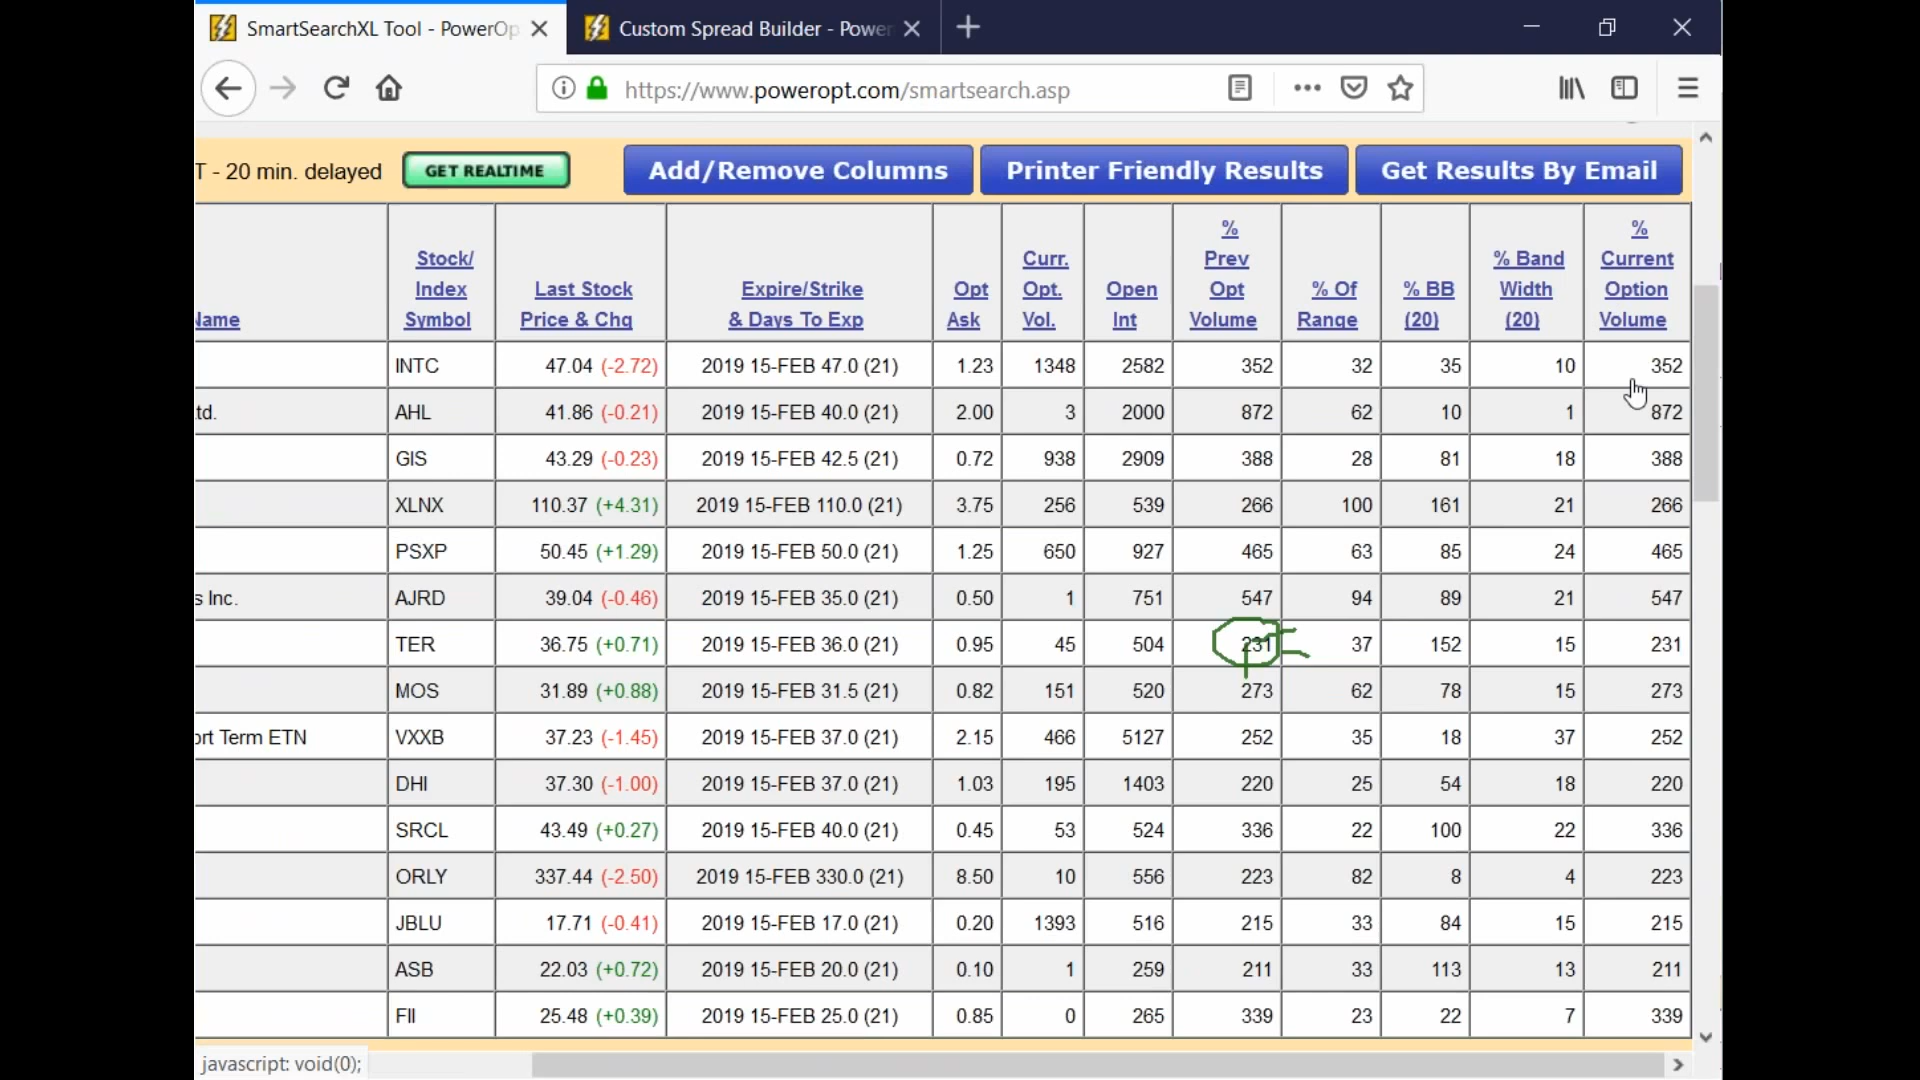 SmartSearchXL Tool - PowerOp
Custom Spread Builder - Power
https://www.poweropt.com/smartsearch.asp
T - 20 min. delayed GET REALTIME Add/Remove Columns Printer Friendly Results Get Results By Email
Name Stock/ Index Symbol Last Stock Price & Chg Expire/Strike & Days To Exp Opt Ask Curr. Opt. Vol. Open Int % Prev Opt Volume % Of Range % BB (20) % Band Width (20) % Current Option Volume
INTC 47.04 (-2.72) 2019 15-FEB 47.0 (21) 1.23 1348 2582 352 32 35 10 352
td. AHL 41.86 (-0.21) 2019 15-FEB 40.0 (21) 2.00 3 2000 872 62 10 1 872
GIS 43.29 (-0.23) 2019 15-FEB 42.5 (21) 0.72 938 2909 388 28 81 18 388
XLNX 110.37 (+4.31) 2019 15-FEB 110.0 (21) 3.75 256 539 266 100 161 21 266
PSXP 50.45 (+1.29) 2019 15-FEB 50.0 (21) 1.25 650 927 465 63 85 24 465
s Inc. AJRD 39.04 (-0.46) 2019 15-FEB 35.0 (21) 0.50 1 751 547 94 89 21 547
TER 36.75 (+0.71) 2019 15-FEB 36.0 (21) 0.95 45 504 231 37 152 15 231
MOS 31.89 (+0.88) 2019 15-FEB 31.5 (21) 0.82 151 520 273 62 78 15 273
ort Term ETN VXXB 37.23 (-1.45) 2019 15-FEB 37.0 (21) 2.15 466 5127 252 35 18 37 252
DHI 37.30 (-1.00) 2019 15-FEB 37.0 (21) 1.03 195 1403 220 25 54 18 220
SRCL 43.49 (+0.27) 2019 15-FEB 40.0 (21) 0.45 53 524 336 22 100 22 336
ORLY 337.44 (-2.50) 2019 15-FEB 330.0 (21) 8.50 10 556 223 82 8 4 223
JBLU 17.71 (-0.41) 2019 15-FEB 17.0 (21) 0.20 1393 516 215 33 84 15 215
ASB 22.03 (+0.72) 2019 15-FEB 20.0 (21) 0.10 1 259 211 33 113 13 211
FII 25.48 (+0.39) 2019 15-FEB 25.0 (21) 0.85 0 265 339 23 22 7 339
javascript: void(0);